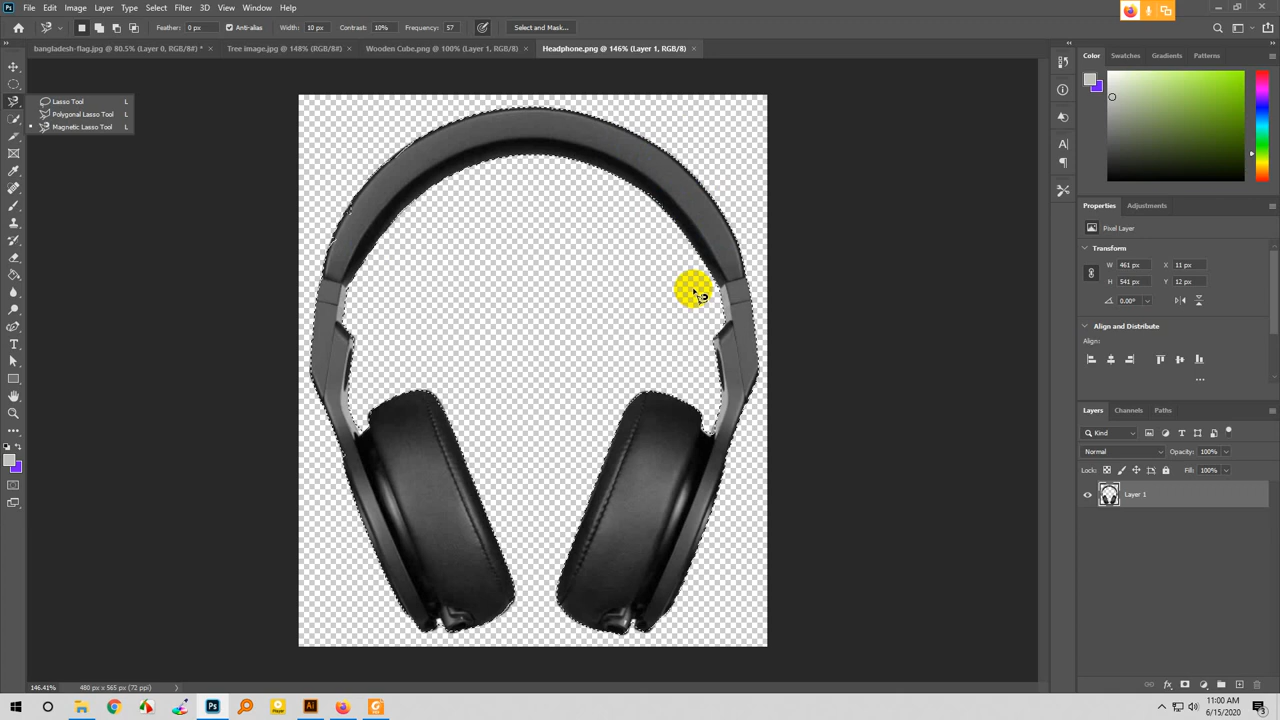 File Edit Image Layer Type Select Filter 3D View Window Help
Feather: 0 px Anti-alias Width: 10 px Contrast: 10% Frequency: 57 Select and Mask...
bangladesh-flag.jpg @ 80.5% (Layer 0, RGB/8#) * × Tree image.jpg @ 148% (RGB/8#) × Wooden Cube.png @ 100% (Layer 1, RGB/8) × Headphone.png @ 146% (Layer 1, RGB/8) ×
Color Swatches Gradients Patterns
Lasso Tool L
Polygonal Lasso Tool L
Magnetic Lasso Tool L
Properties Adjustments
Pixel Layer
Transform
W 461 px X 11 px
H 541 px Y 12 px
0.00°
Align and Distribute
Align:
Layers Channels Paths
Kind
Normal Opacity: 100%
Lock: Fill: 100%
Layer 1
146.41% 480 px x 565 px (72 ppi)
11:00 AM
6/15/2020